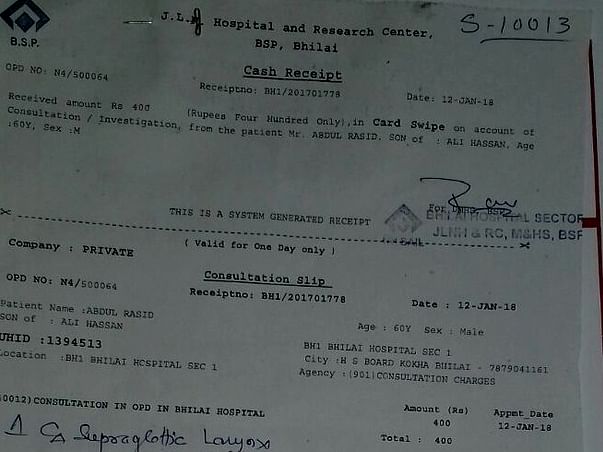 S-10013
J.L. Hospital and Research Center,
B.S.P.
BSP, Bhilai
OPD NO: N4/500064
Cash Receipt
Receiptno: BH1/201701778
Date: 12-JAN-18
Received amount Rs 400 (Rupees Four Hundred Only),in Card Swipe on account of
Consultation / Investigation, from the patient Mr. ABDUL RASID, SON of : ALI HASSAN, Age
:60Y, Sex :M
For
THIS IS A SYSTEM GENERATED RECEIPT
BHILAI HOSPITAL SECTOR
JLNH & RC, M&HS, BSP
SAIL
Company : PRIVATE
( Valid for One Day only )
Consultation Slip
OPD NO: N4/500064
Receiptno: BH1/201701778
Date : 12-JAN-18
Patient Name :ABDUL RASID
SON of : ALI HASSAN
Age : 60Y Sex : Male
UHID :1394513
Location :BH1 BHILAI HOSPITAL SEC 1
BH1 BHILAI HOSPITAL SEC 1
City :H S BOARD KOKHA BHILAI - 7879041161
Agency :(901)CONSULTATION CHARGES
0012)CONSULTATION IN OPD IN BHILAI HOSPITAL
Amount (Rs) Appmt_Date
400 12-JAN-18
Total : 400
Δ CA Supraglottic Larynx